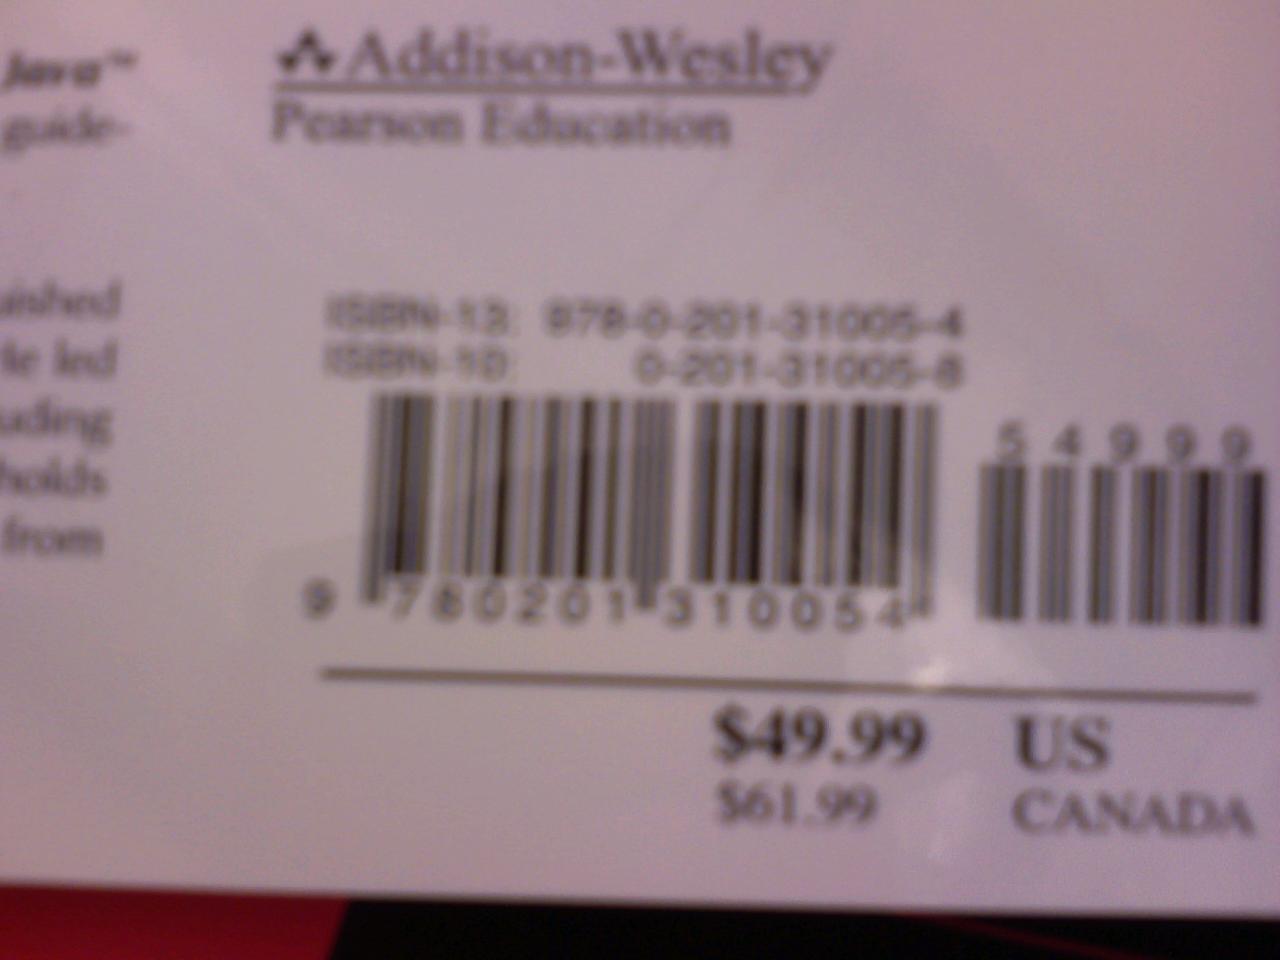 Java™
guide-
Addison-Wesley
Pearson Education
uished
le led
uding
holds
from
ISBN-13: 978-0-201-31005-4
ISBN-10: 0-201-31005-8
54999
9 780201 310054
$49.99 US
$61.99 CANADA